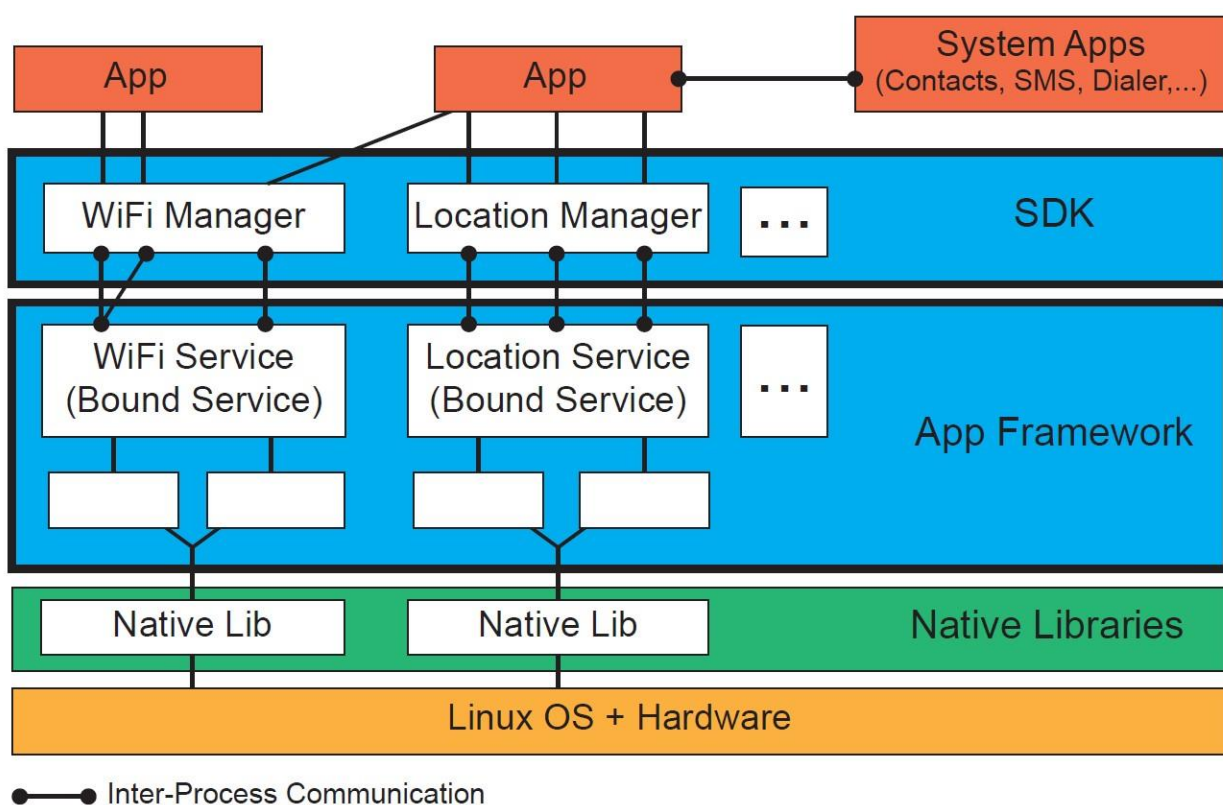 App
App
System Apps
(Contacts, SMS, Dialer,...)
WiFi Manager
Location Manager
...
SDK
WiFi Service
(Bound Service)
Location Service
(Bound Service)
...
App Framework
Native Lib
Native Lib
Native Libraries
Linux OS + Hardware
Inter-Process Communication